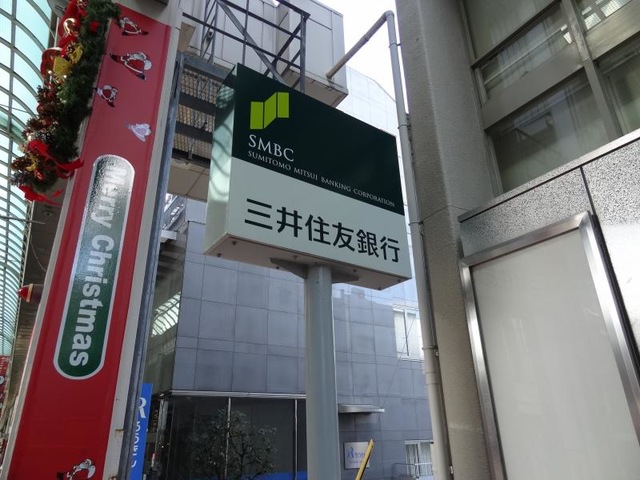 Merry Christmas
SMBC
SUMITOMO MITSUI BANKING CORPORATION
三井住友銀行